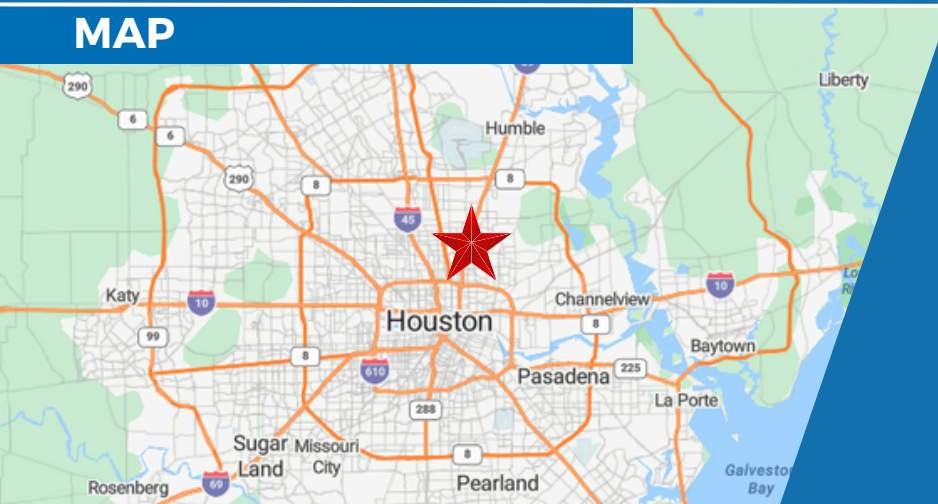 MAP
Liberty
290
6
6
Humble
290
8
8
45
Katy
10
Channelview
10
99
Houston
8
8
Baytown
610
Pasadena
225
La Porte
288
Sugar
Land
Missouri
City
8
Rosenberg
69
Pearland
Galvesto
Bay